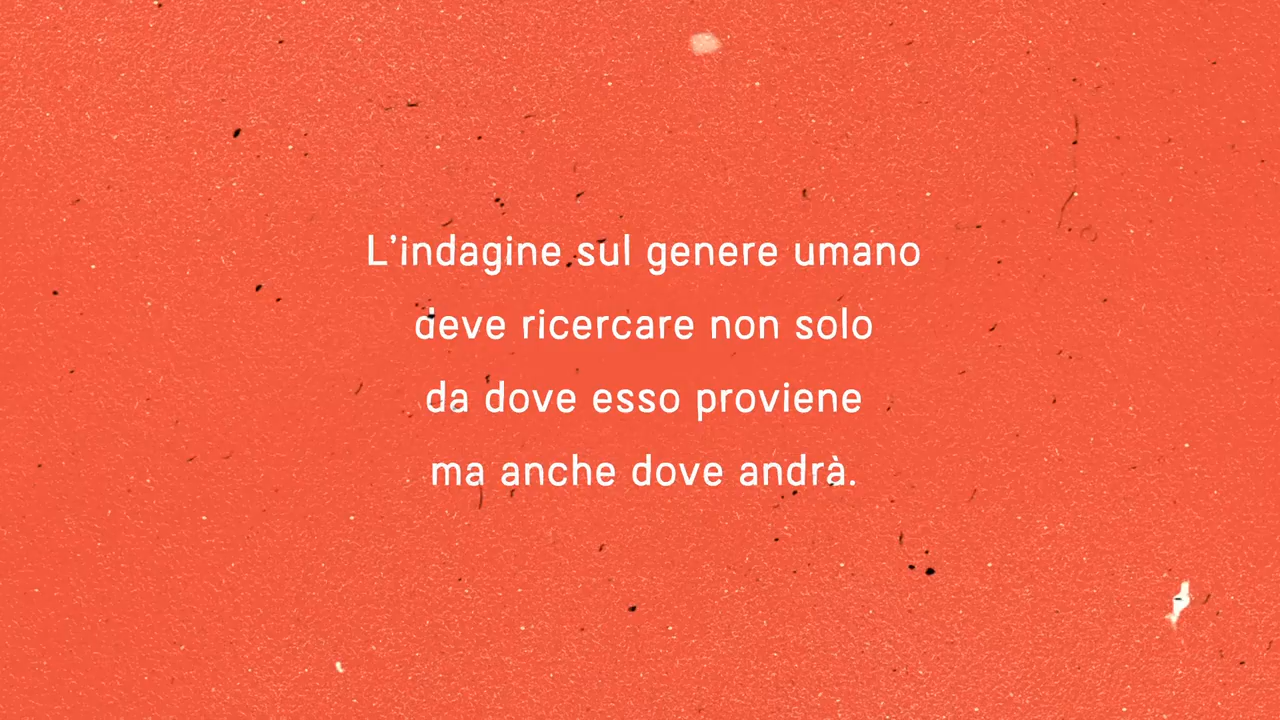 L’indagine sul genere umano
deve ricercare non solo
da dove esso proviene
ma anche dove andrà.